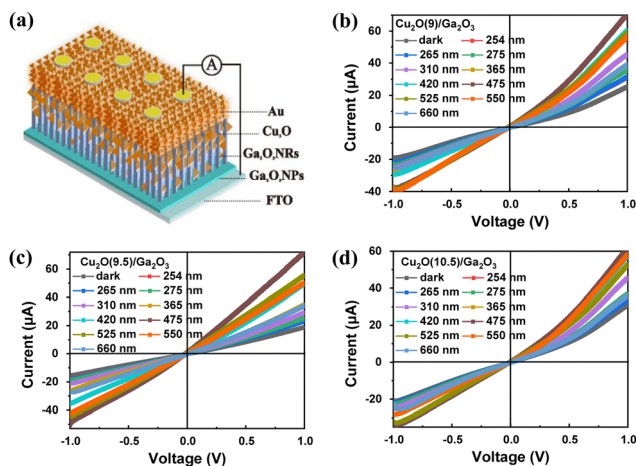 (a)
A
Au
Cu₂O
Ga₂O₃NRs
Ga₂O₃NPs
FTO
(b)
Cu₂O(9)/Ga₂O₃
dark 254 nm
265 nm 275 nm
310 nm 365 nm
420 nm 475 nm
525 nm 550 nm
660 nm
Current (μA)
60
40
20
0
-20
-40
-1.0 -0.5 0.0 0.5 1.0
Voltage (V)
(c)
Cu₂O(9.5)/Ga₂O₃
dark 254 nm
265 nm 275 nm
310 nm 365 nm
420 nm 475 nm
525 nm 550 nm
660 nm
Current (μA)
60
40
20
0
-20
-40
-1.0 -0.5 0.0 0.5 1.0
Voltage (V)
(d)
Cu₂O(10.5)/Ga₂O₃
dark 254 nm
265 nm 275 nm
310 nm 365 nm
420 nm 475 nm
525 nm 550 nm
660 nm
Current (μA)
60
40
20
0
-20
-1.0 -0.5 0.0 0.5 1.0
Voltage (V)